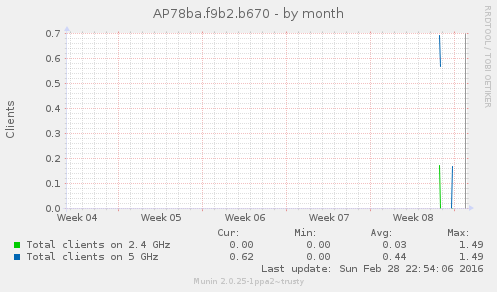 AP78ba.f9b2.b670 - by month
RRDTOOL / TOBI OETIKER
Clients
0.7
0.6
0.5
0.4
0.3
0.2
0.1
0.0
Week 04 Week 05 Week 06 Week 07 Week 08
Cur: Min: Avg: Max:
Total clients on 2.4 GHz 0.00 0.00 0.03 1.49
Total clients on 5 GHz 0.62 0.00 0.44 1.49
Last update: Sun Feb 28 22:54:06 2016
Munin 2.0.25-1ppa2~trusty